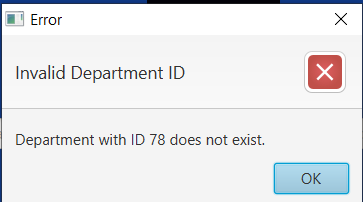 Error
Invalid Department ID
Department with ID 78 does not exist.
OK